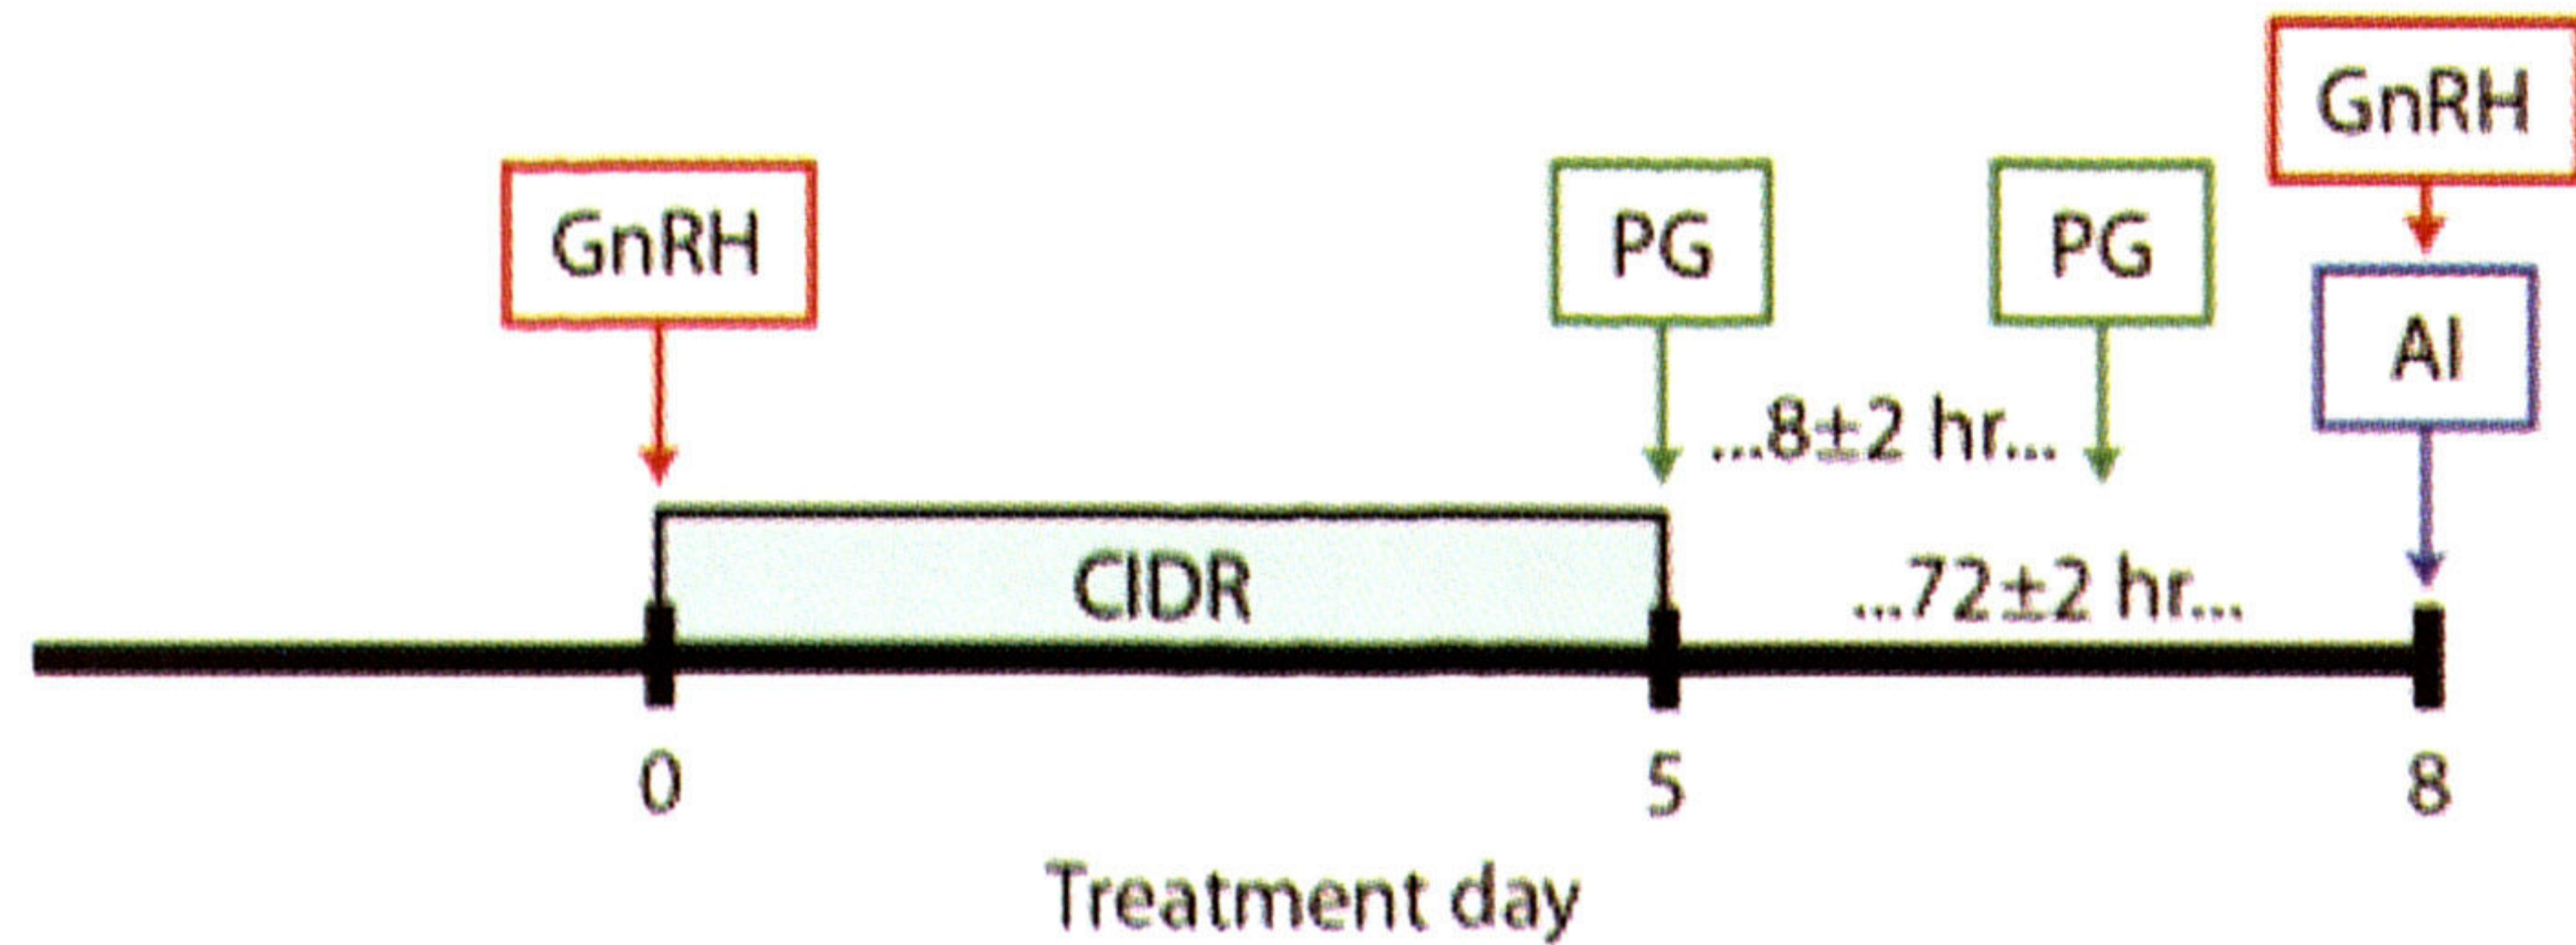 GnRH
GnRH
PG
PG
AI
...8±2 hr...
CIDR
...72±2 hr...
0
5
8
Treatment day